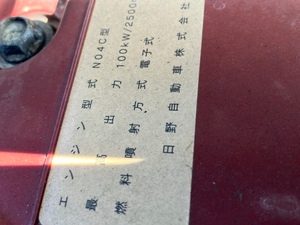 エンジン型式 N04C型
最 出力 100kW/2500
燃料噴射方式 電子式
日野自動車株式会社